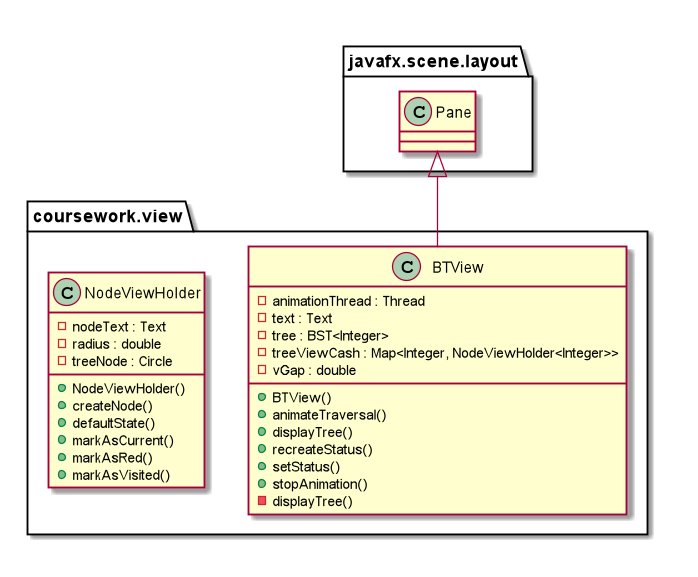 javafx.scene.layout
C Pane
coursework.view
C NodeViewHolder
nodeText : Text
radius : double
treeNode : Circle
NodeViewHolder()
createNode()
defaultState()
markAsCurrent()
markAsRed()
markAsVisited()
C BTView
animationThread : Thread
text : Text
tree : BST<Integer>
treeViewCash : Map<Integer, NodeViewHolder<Integer>>
vGap : double
BTView()
animateTraversal()
displayTree()
recreateStatus()
setStatus()
stopAnimation()
displayTree()